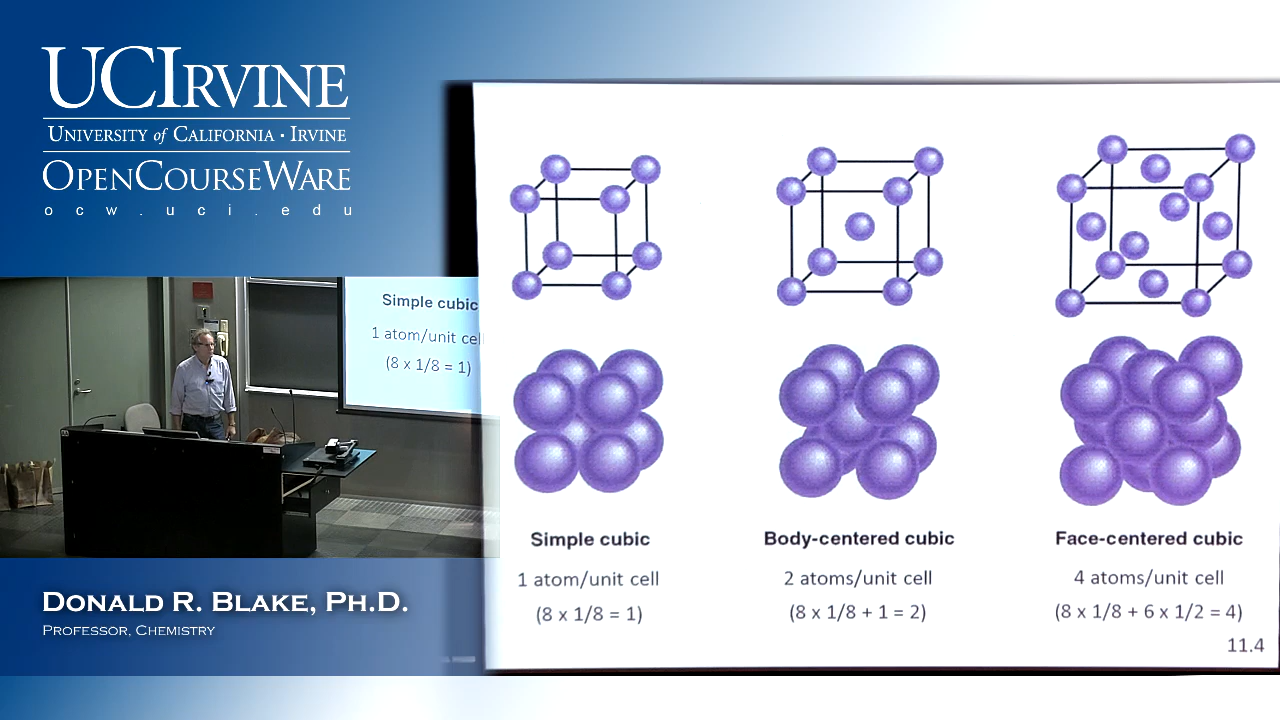 UCIRVINE
UNIVERSITY of CALIFORNIA · IRVINE
OPENCOURSEWARE
ocw.uci.edu
Simple cubic
1 atom/unit cel
(8 x 1/8 = 1)
DONALD R. BLAKE, PH.D.
PROFESSOR, CHEMISTRY
Simple cubic
1 atom/unit cell
(8 x 1/8 = 1)
Body-centered cubic
2 atoms/unit cell
(8 x 1/8 + 1 = 2)
Face-centered cubic
4 atoms/unit cell
(8 x 1/8 + 6 x 1/2 = 4)
11.4